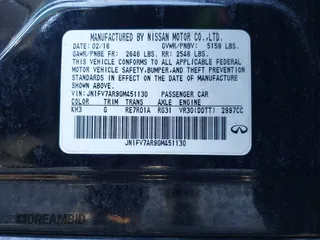 MANUFACTURED BY NISSAN MOTOR CO.,LTD.
DATE: 02/16 GVWR/PNBV: 5159 LBS.
GAWR/PNBE FR: 2646 LBS. RR: 2546 LBS.
THIS VEHICLE CONFORMS TO ALL APPLICABLE FEDERAL
MOTOR VEHICLE SAFETY,BUMPER,AND THEFT PREVENTION
STANDARDS IN EFFECT ON THE DATE OF MANUFACTURE
SHOWN ABOVE.
VIN: JN1FV7AR9GM451130 PASSENGER CAR
COLOR TRIM TRANS AXLE ENGINE
KH3 G RE7R01A RG31 VR30(DDTT) 2997CC
JN1FV7AR9GM451130
DREAMBID